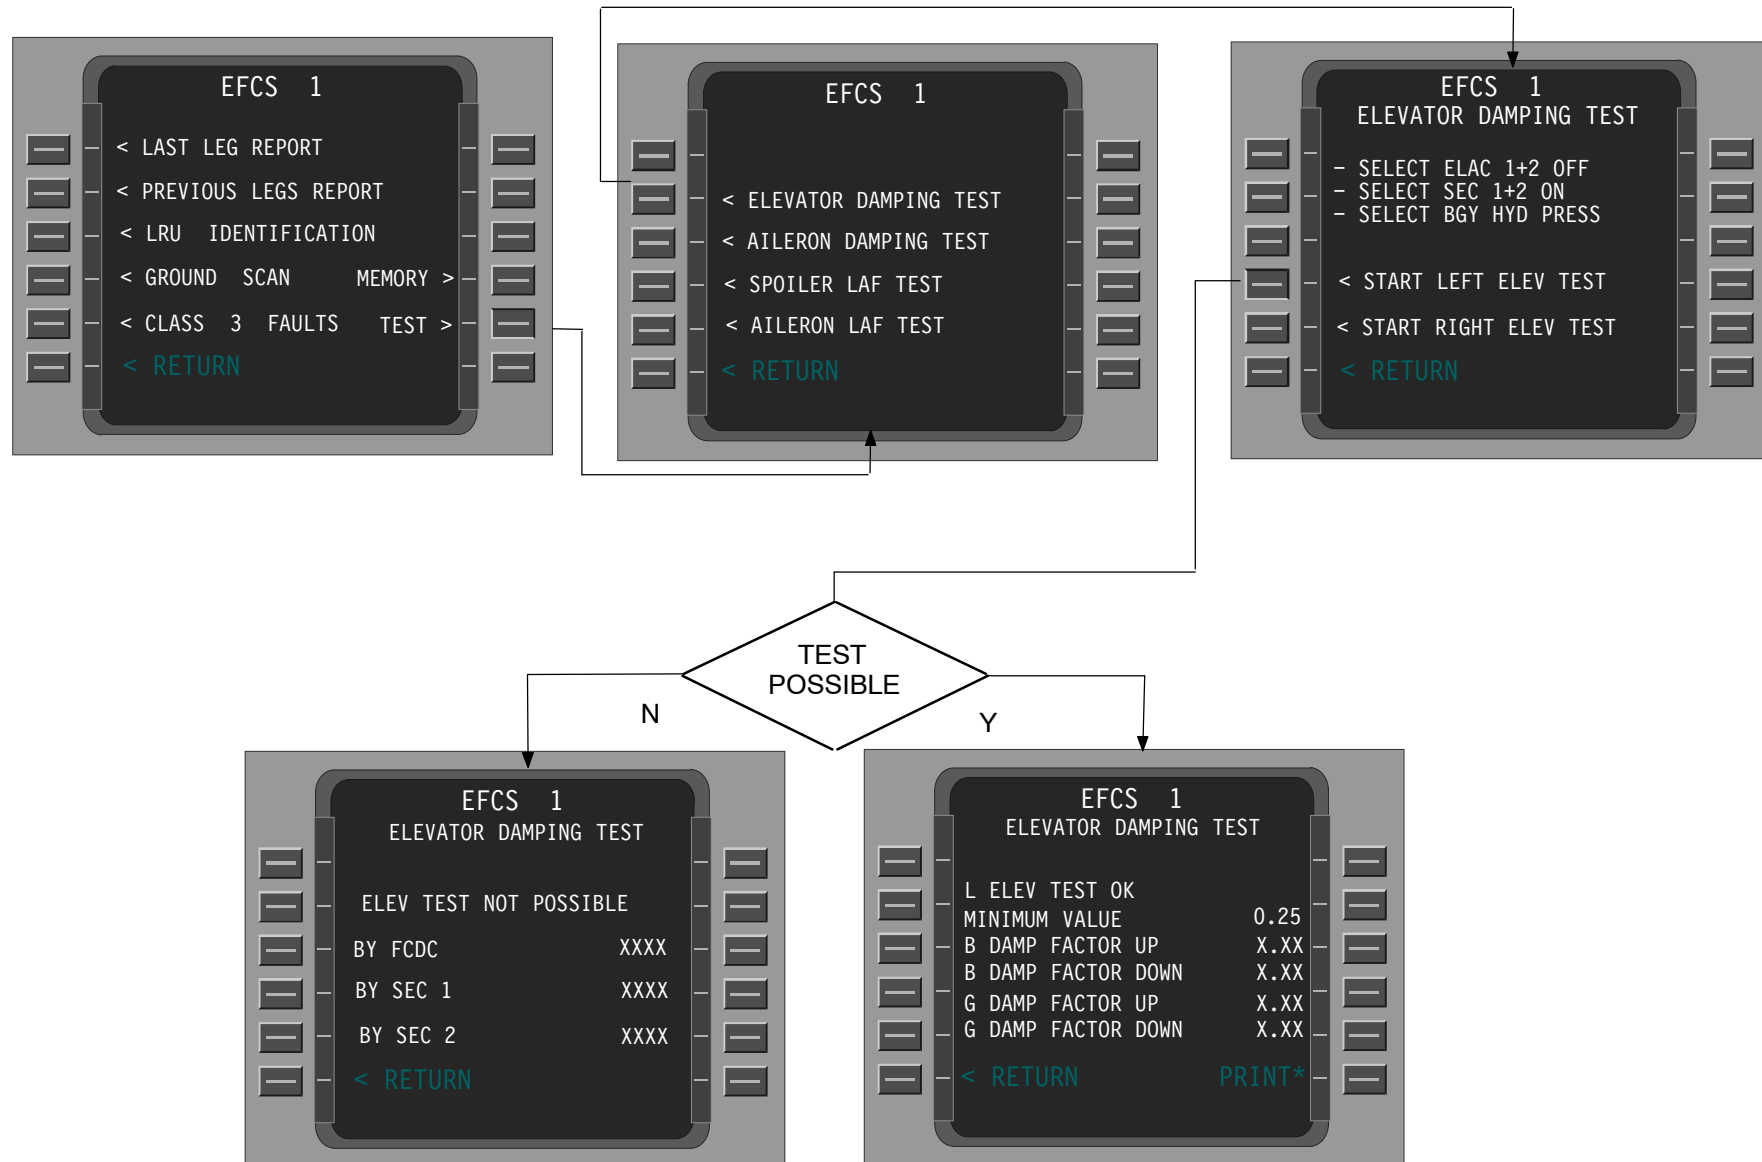 EFCS 1
< LAST LEG REPORT
< PREVIOUS LEGS REPORT
< LRU IDENTIFICATION
< GROUND SCAN MEMORY >
< CLASS 3 FAULTS TEST >
< RETURN
EFCS 1
< ELEVATOR DAMPING TEST
< AILERON DAMPING TEST
< SPOILER LAF TEST
< AILERON LAF TEST
< RETURN
EFCS 1
ELEVATOR DAMPING TEST
– SELECT ELAC 1+2 OFF
– SELECT SEC 1+2 ON
– SELECT BGY HYD PRESS
< START LEFT ELEV TEST
< START RIGHT ELEV TEST
< RETURN
TEST
POSSIBLE
N
Y
EFCS 1
ELEVATOR DAMPING TEST
ELEV TEST NOT POSSIBLE
BY FCDC XXXX
BY SEC 1 XXXX
BY SEC 2 XXXX
< RETURN
EFCS 1
ELEVATOR DAMPING TEST
L ELEV TEST OK
MINIMUM VALUE 0.25
B DAMP FACTOR UP X.XX
B DAMP FACTOR DOWN X.XX
G DAMP FACTOR UP X.XX
G DAMP FACTOR DOWN X.XX
< RETURN PRINT*